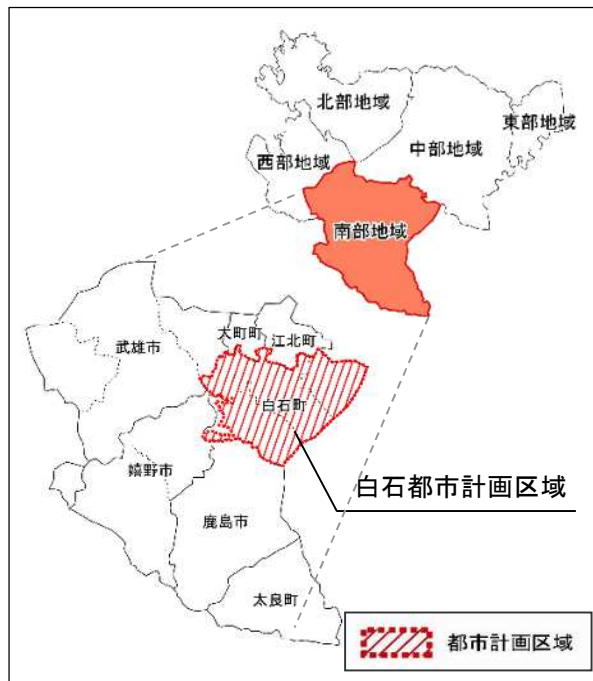 北部地域
東部地域
中部地域
西部地域
南部地域
大町町
江北町
武雄市
白石町
嬉野市
白石都市計画区域
鹿島市
太良町
都市計画区域